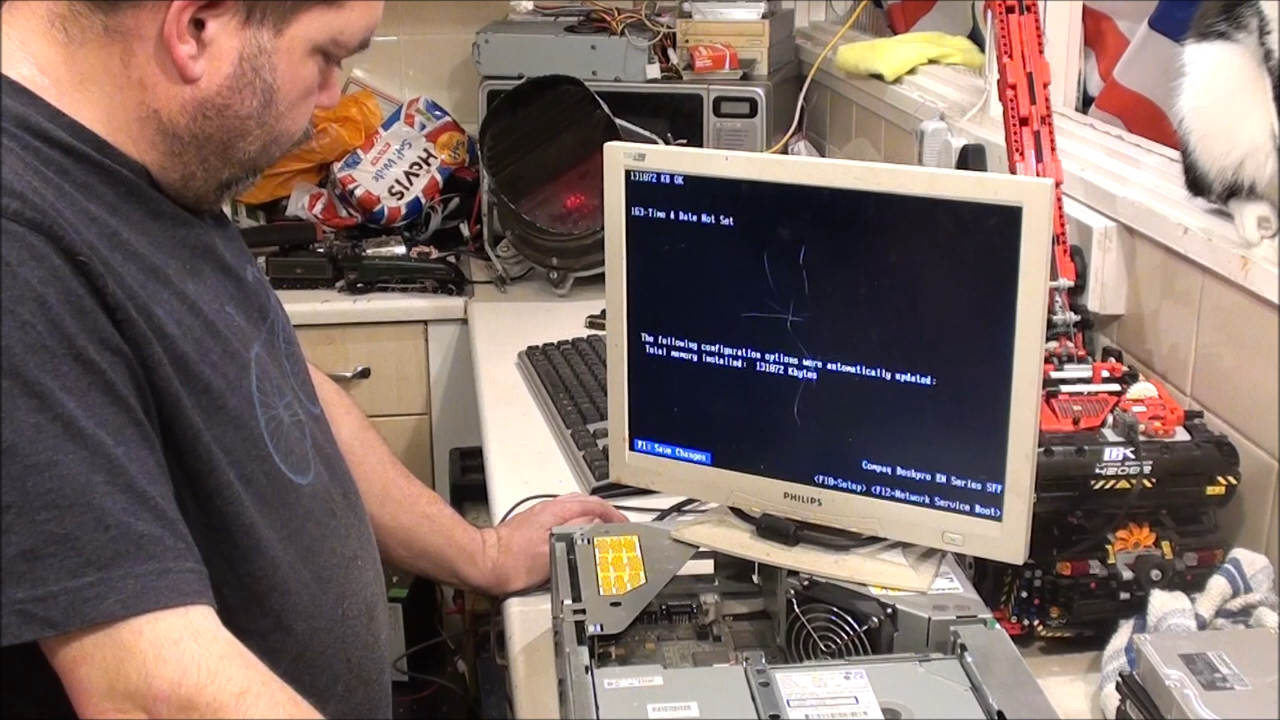 HOVIS
Soft White
131072 KB OK
163-Time & Date Not Set
The following configuration options were automatically updated:
Total memory installed: 131072 Kbytes
F1: Save Changes
Compaq Deskpro EN Series SFF
<F10=Setup> <F12=Network Service Boot>
PHILIPS
42082